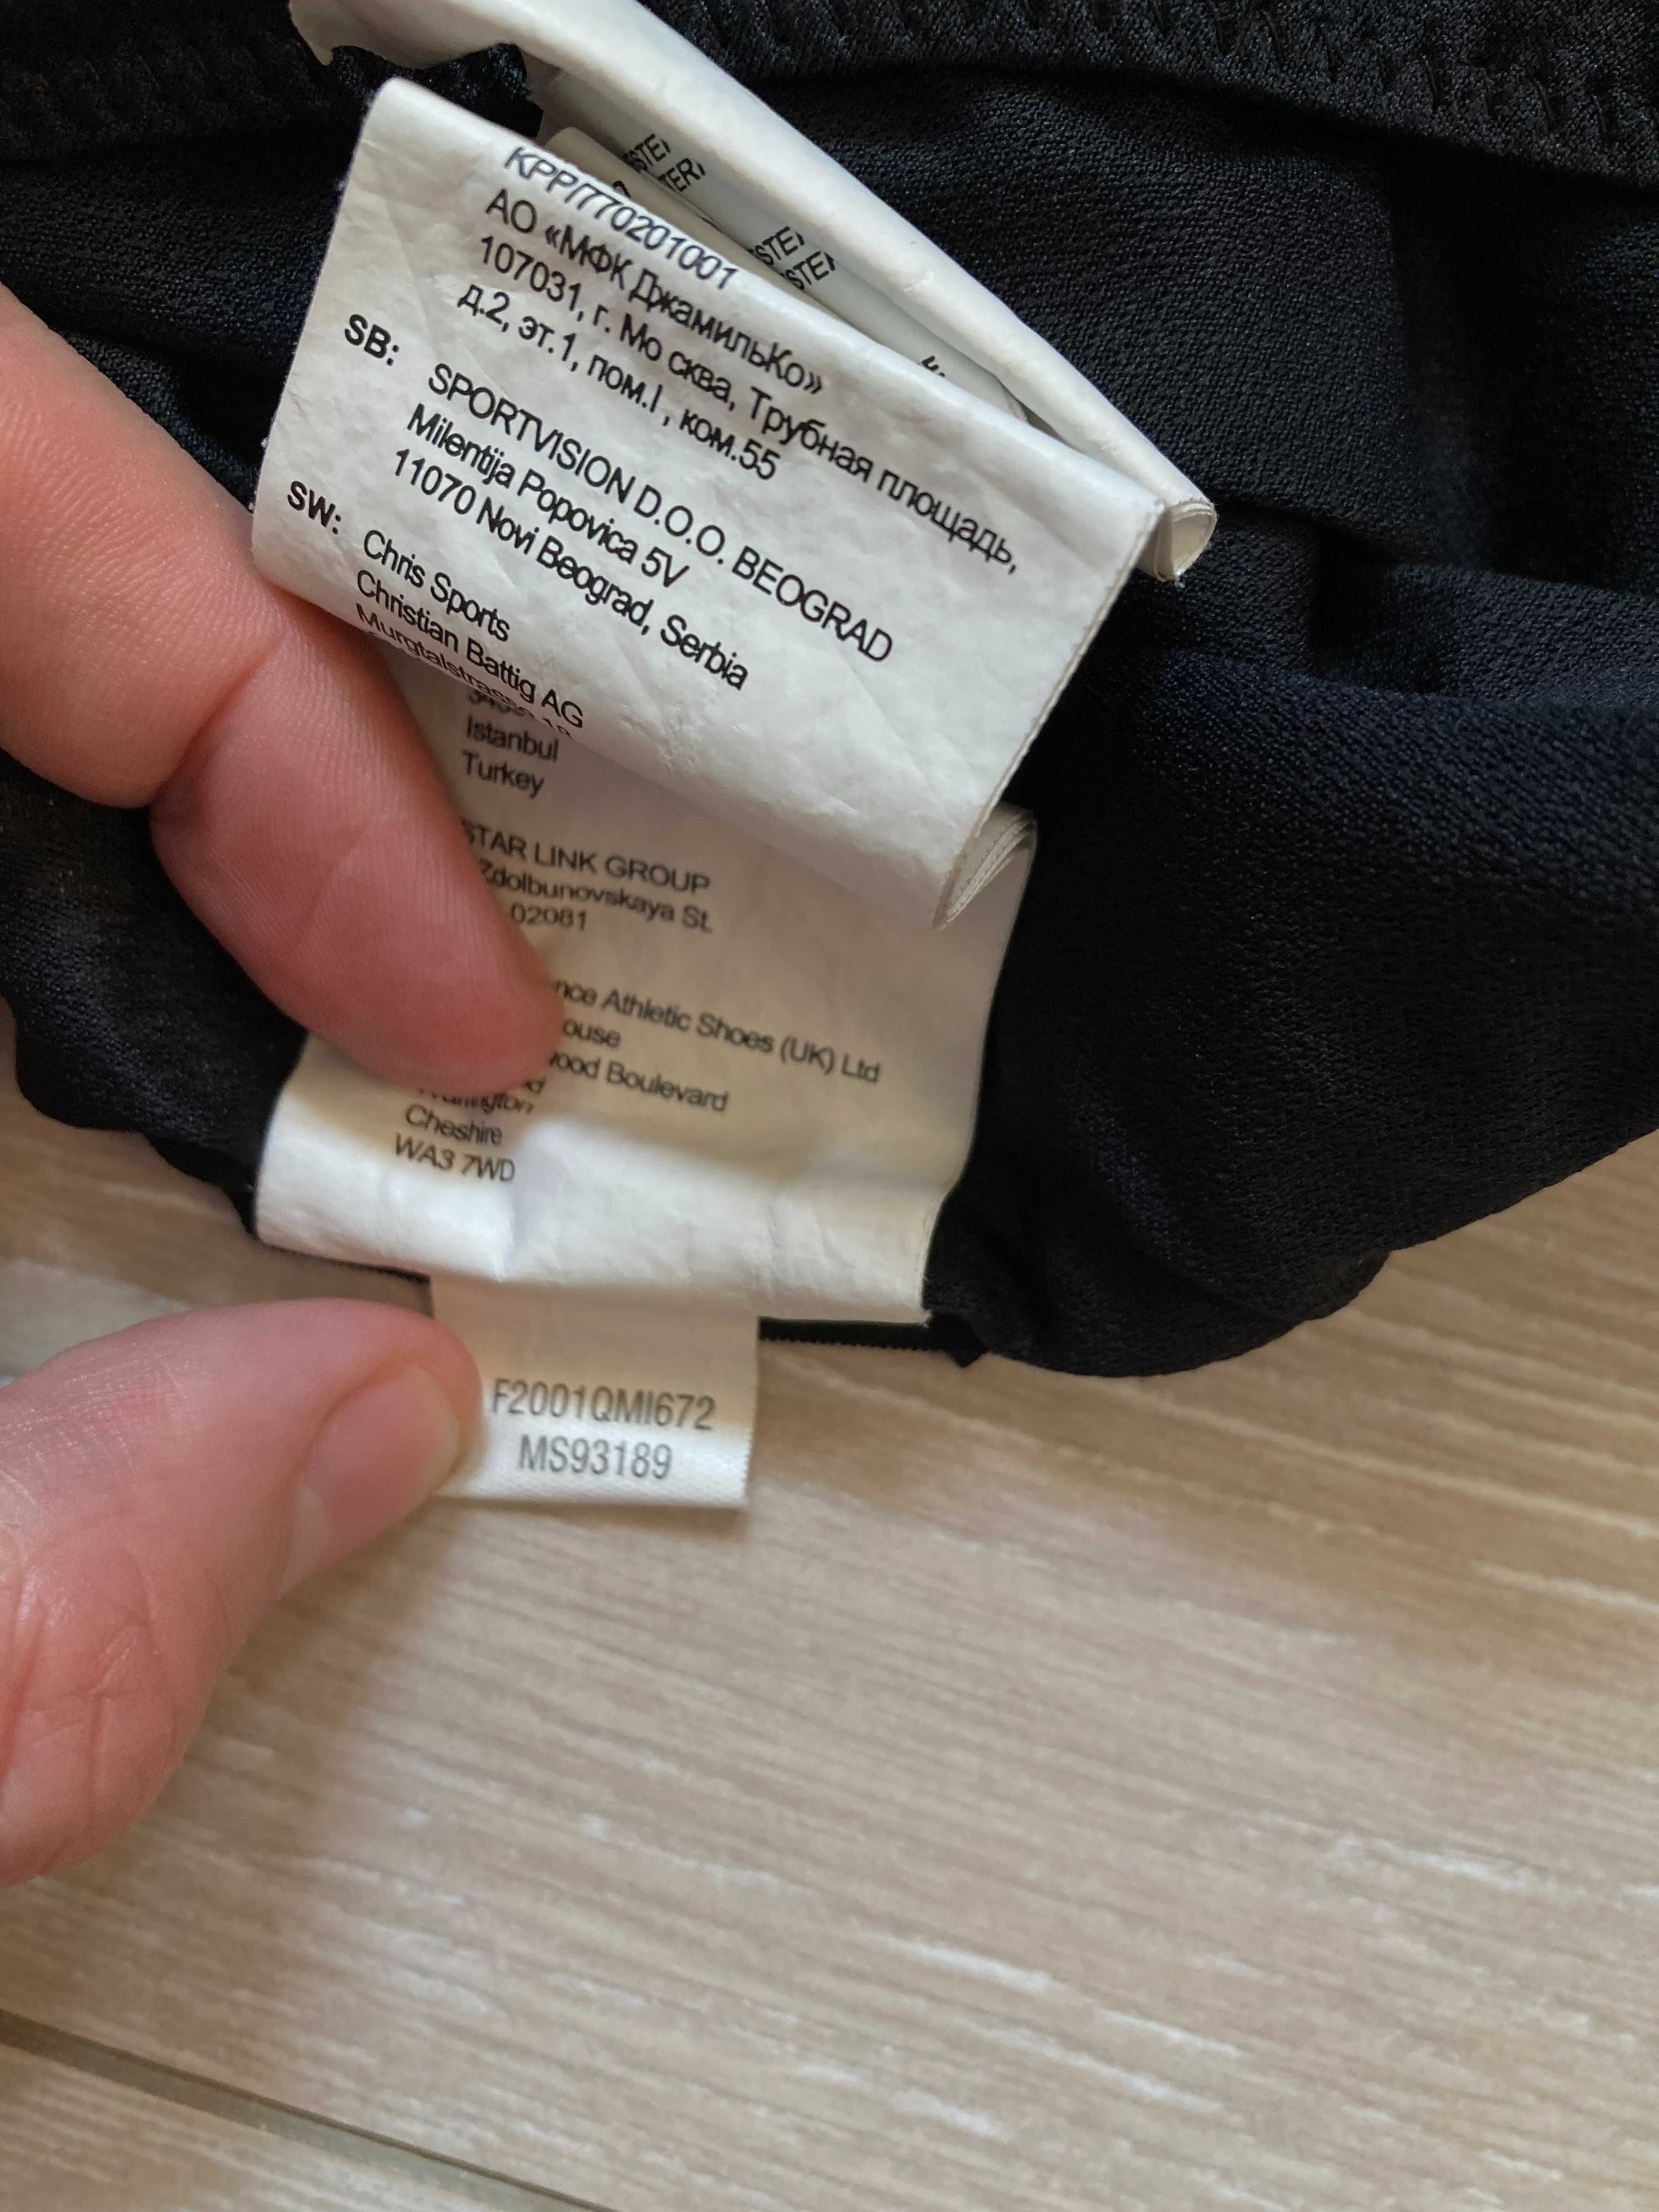 KPP/770201001
АО «МФК ДжамильКо»
107031, г. Мо сква, Трубная площадь,
д.2, эт.1, пом.I , ком.55
SB: SPORTVISION D.O.O. BEOGRAD
Milentija Popovica 5V
11070 Novi Beograd, Serbia
SW: Chris Sports
Christian Battig AG
Murgtalstrasse
Istanbul
Turkey
STAR LINK GROUP
Zdolbunovskaya St.
02081
Athletic Shoes (UK) Ltd
Boulevard
Cheshire
WA3 7WD
F2001QMI672
MS93189